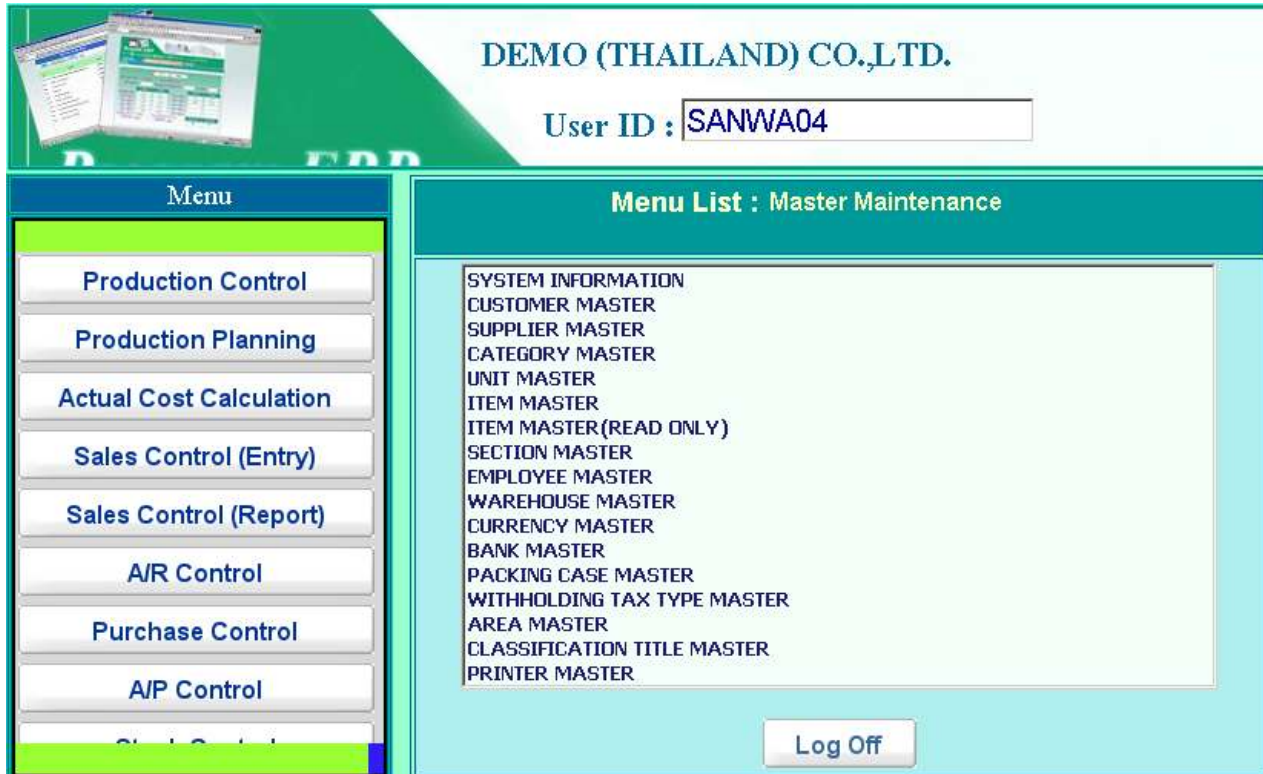 DEMO (THAILAND) CO.,LTD.
User ID : SANWA04
Menu
Production Control
Production Planning
Actual Cost Calculation
Sales Control (Entry)
Sales Control (Report)
A/R Control
Purchase Control
A/P Control
Menu List : Master Maintenance
SYSTEM INFORMATION
CUSTOMER MASTER
SUPPLIER MASTER
CATEGORY MASTER
UNIT MASTER
ITEM MASTER
ITEM MASTER(READ ONLY)
SECTION MASTER
EMPLOYEE MASTER
WAREHOUSE MASTER
CURRENCY MASTER
BANK MASTER
PACKING CASE MASTER
WITHHOLDING TAX TYPE MASTER
AREA MASTER
CLASSIFICATION TITLE MASTER
PRINTER MASTER
Log Off